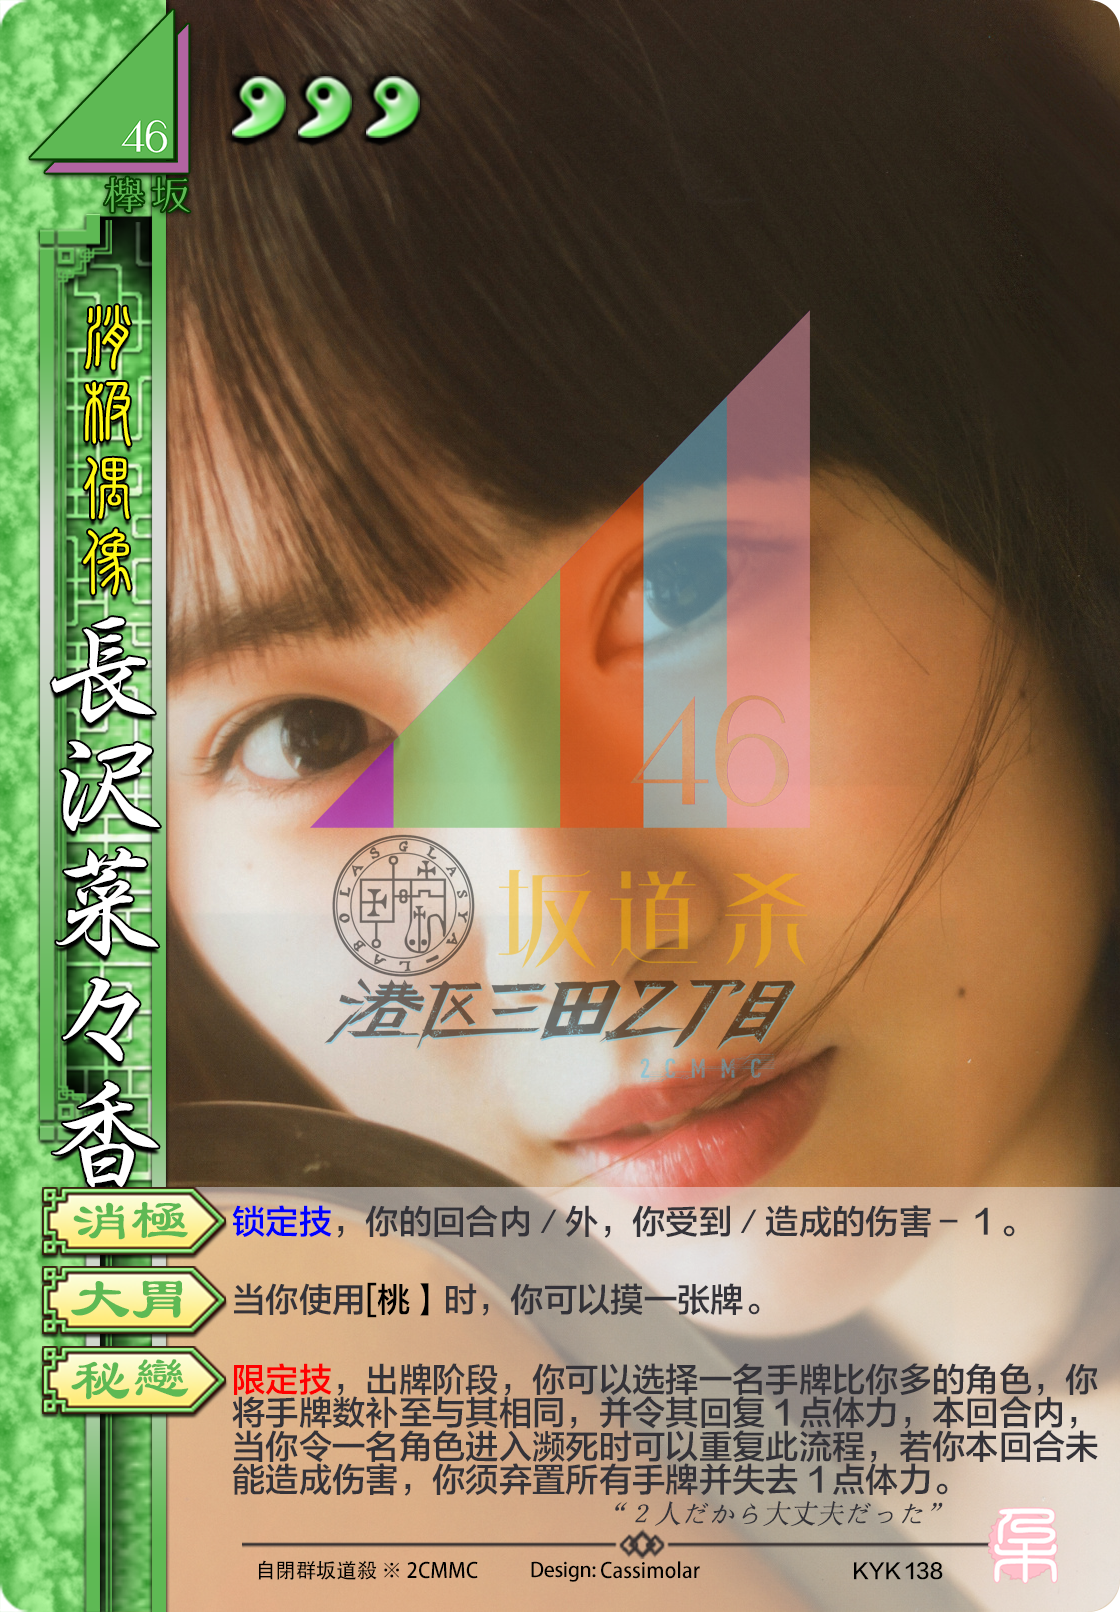 46
欅坂
消极偶像
長沢菜々香
46
GLASYA-LABOLAS
坂道杀
港区三田2丁目
2CMMC
消極
锁定技，你的回合内/外，你受到/造成的伤害-1。
大胃
当你使用[桃】时，你可以摸一张牌。
秘戀
限定技，出牌阶段，你可以选择一名手牌比你多的角色，你
将手牌数补至与其相同，并令其回复1点体力，本回合内，
当你令一名角色进入濒死时可以重复此流程，若你本回合未
能造成伤害，你须弃置所有手牌并失去1点体力。
“2人だから大丈夫だった”
自閉群坂道殺 ※ 2CMMC
Design: Cassimolar
KYK 138